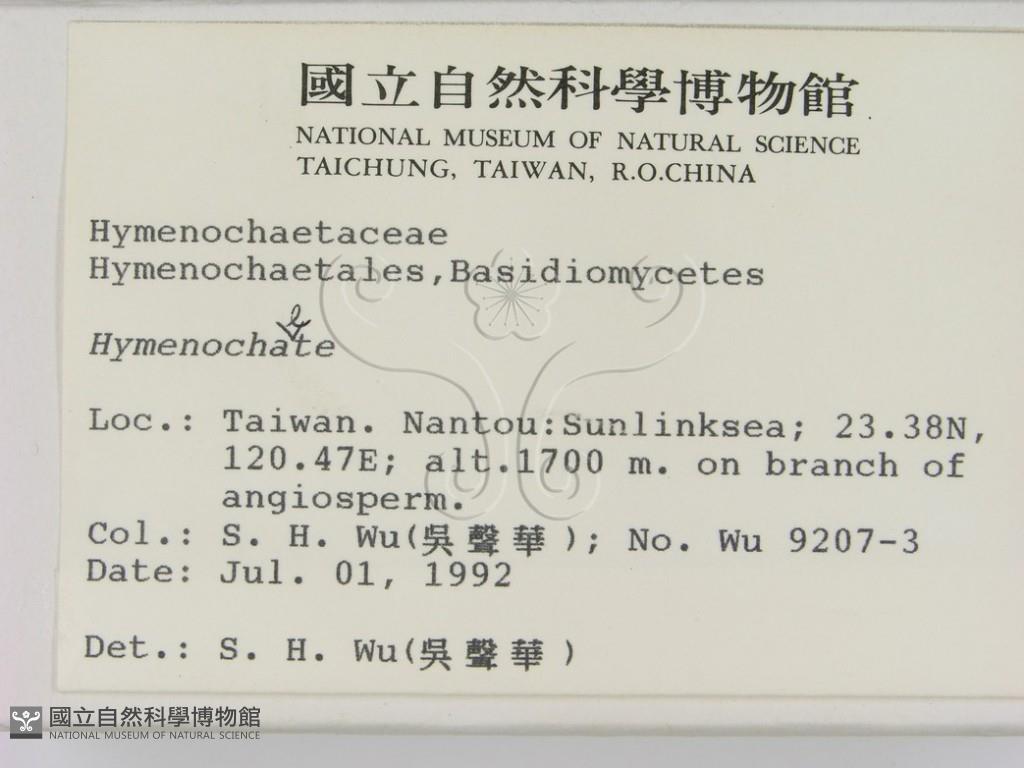 國立自然科學博物館
NATIONAL MUSEUM OF NATURAL SCIENCE
TAICHUNG, TAIWAN, R.O.CHINA
Hymenochaetaceae
Hymenochaetales,Basidiomycetes
e
Hymenochate
Loc.: Taiwan. Nantou:Sunlinksea; 23.38N,
120.47E; alt.1700 m. on branch of
angiosperm.
Col.: S. H. Wu(吳聲華); No. Wu 9207-3
Date: Jul. 01, 1992
Det.: S. H. Wu(吳聲華)
國立自然科學博物館
NATIONAL MUSEUM OF NATURAL SCIENCE